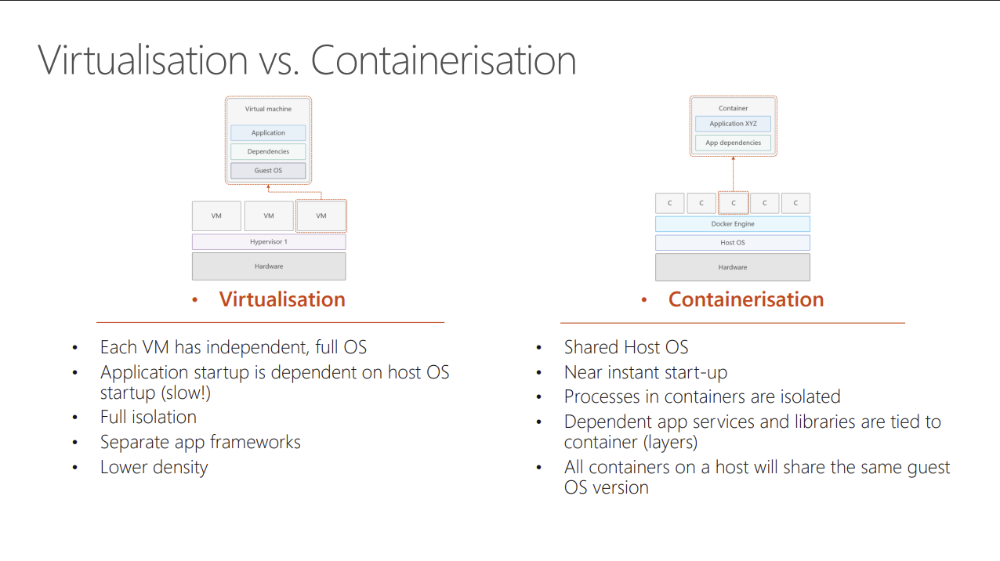 Virtualisation vs. Containerisation
Virtual machine
Application
Dependencies
Guest OS
VM
VM
VM
Hypervisor 1
Hardware
• Virtualisation
• Each VM has independent, full OS
• Application startup is dependent on host OS
startup (slow!)
• Full isolation
• Separate app frameworks
• Lower density
Container
Application XYZ
App dependencies
C
C
C
C
C
Docker Engine
Host OS
Hardware
• Containerisation
• Shared Host OS
• Near instant start-up
• Processes in containers are isolated
• Dependent app services and libraries are tied to
container (layers)
• All containers on a host will share the same guest
OS version